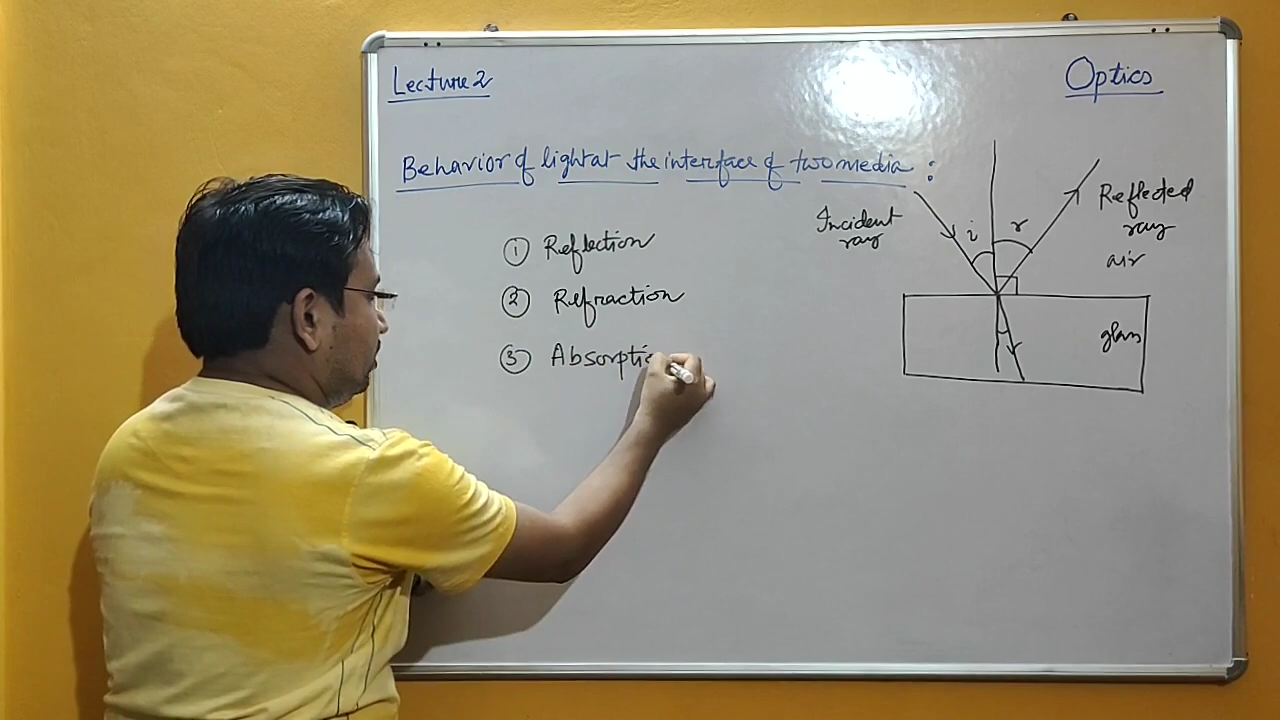 Lecture 2
Optics
Behavior of light at the interface of two media :
① Reflection
② Refraction
③ Absorptio
Incident
ray
i
r
Reflected
ray
air
glass